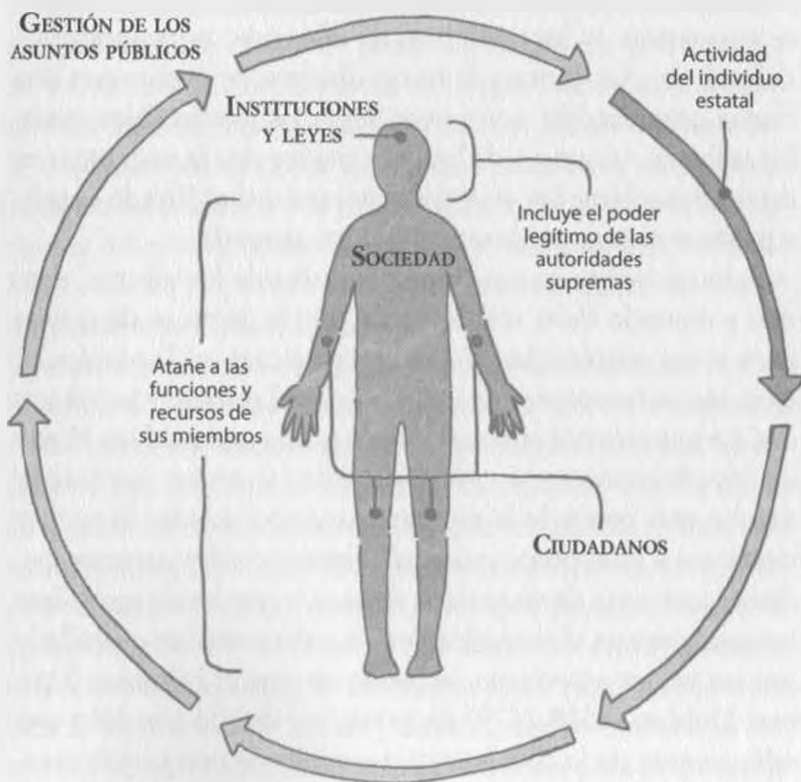 GESTIÓN DE LOS
ASUNTOS PÚBLICOS
Actividad
del individuo
estatal
INSTITUCIONES
Y LEYES
Incluye el poder
legítimo de las
autoridades
supremas
SOCIEDAD
Atañe a las
funciones y
recursos de
sus miembros
CIUDADANOS